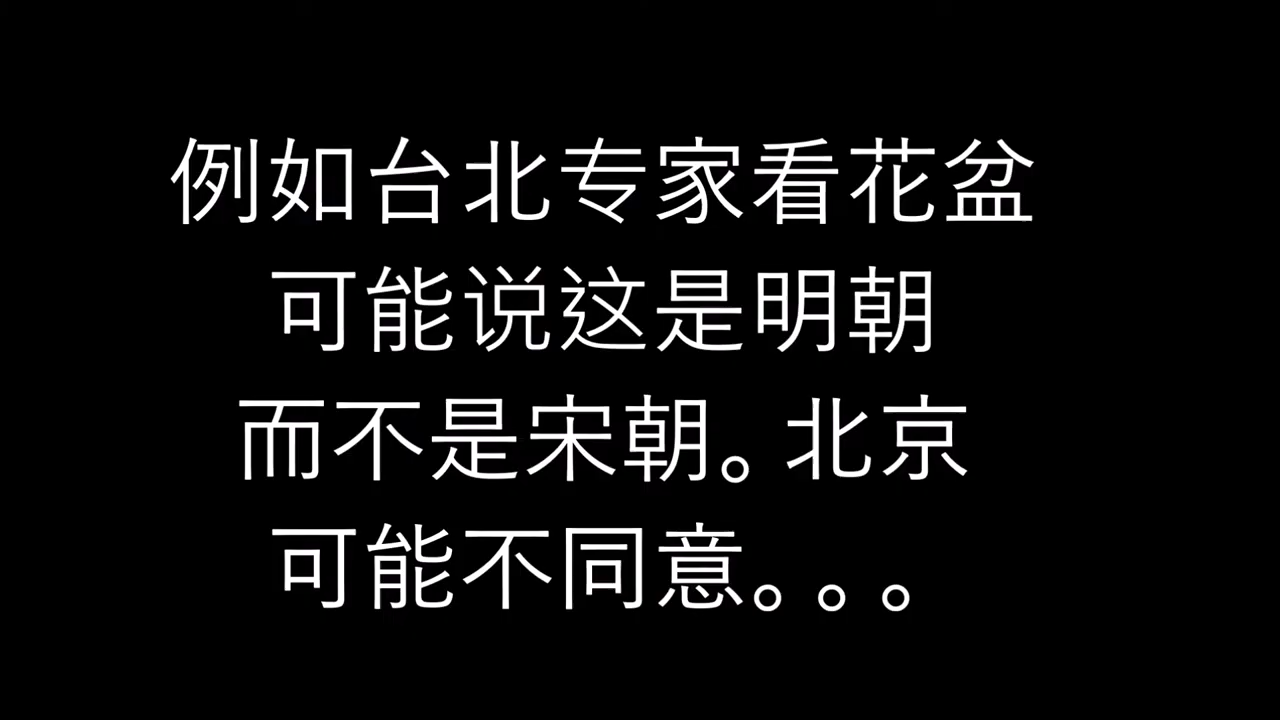 例如台北专家看花盆
可能说这是明朝
而不是宋朝。北京
可能不同意。。。